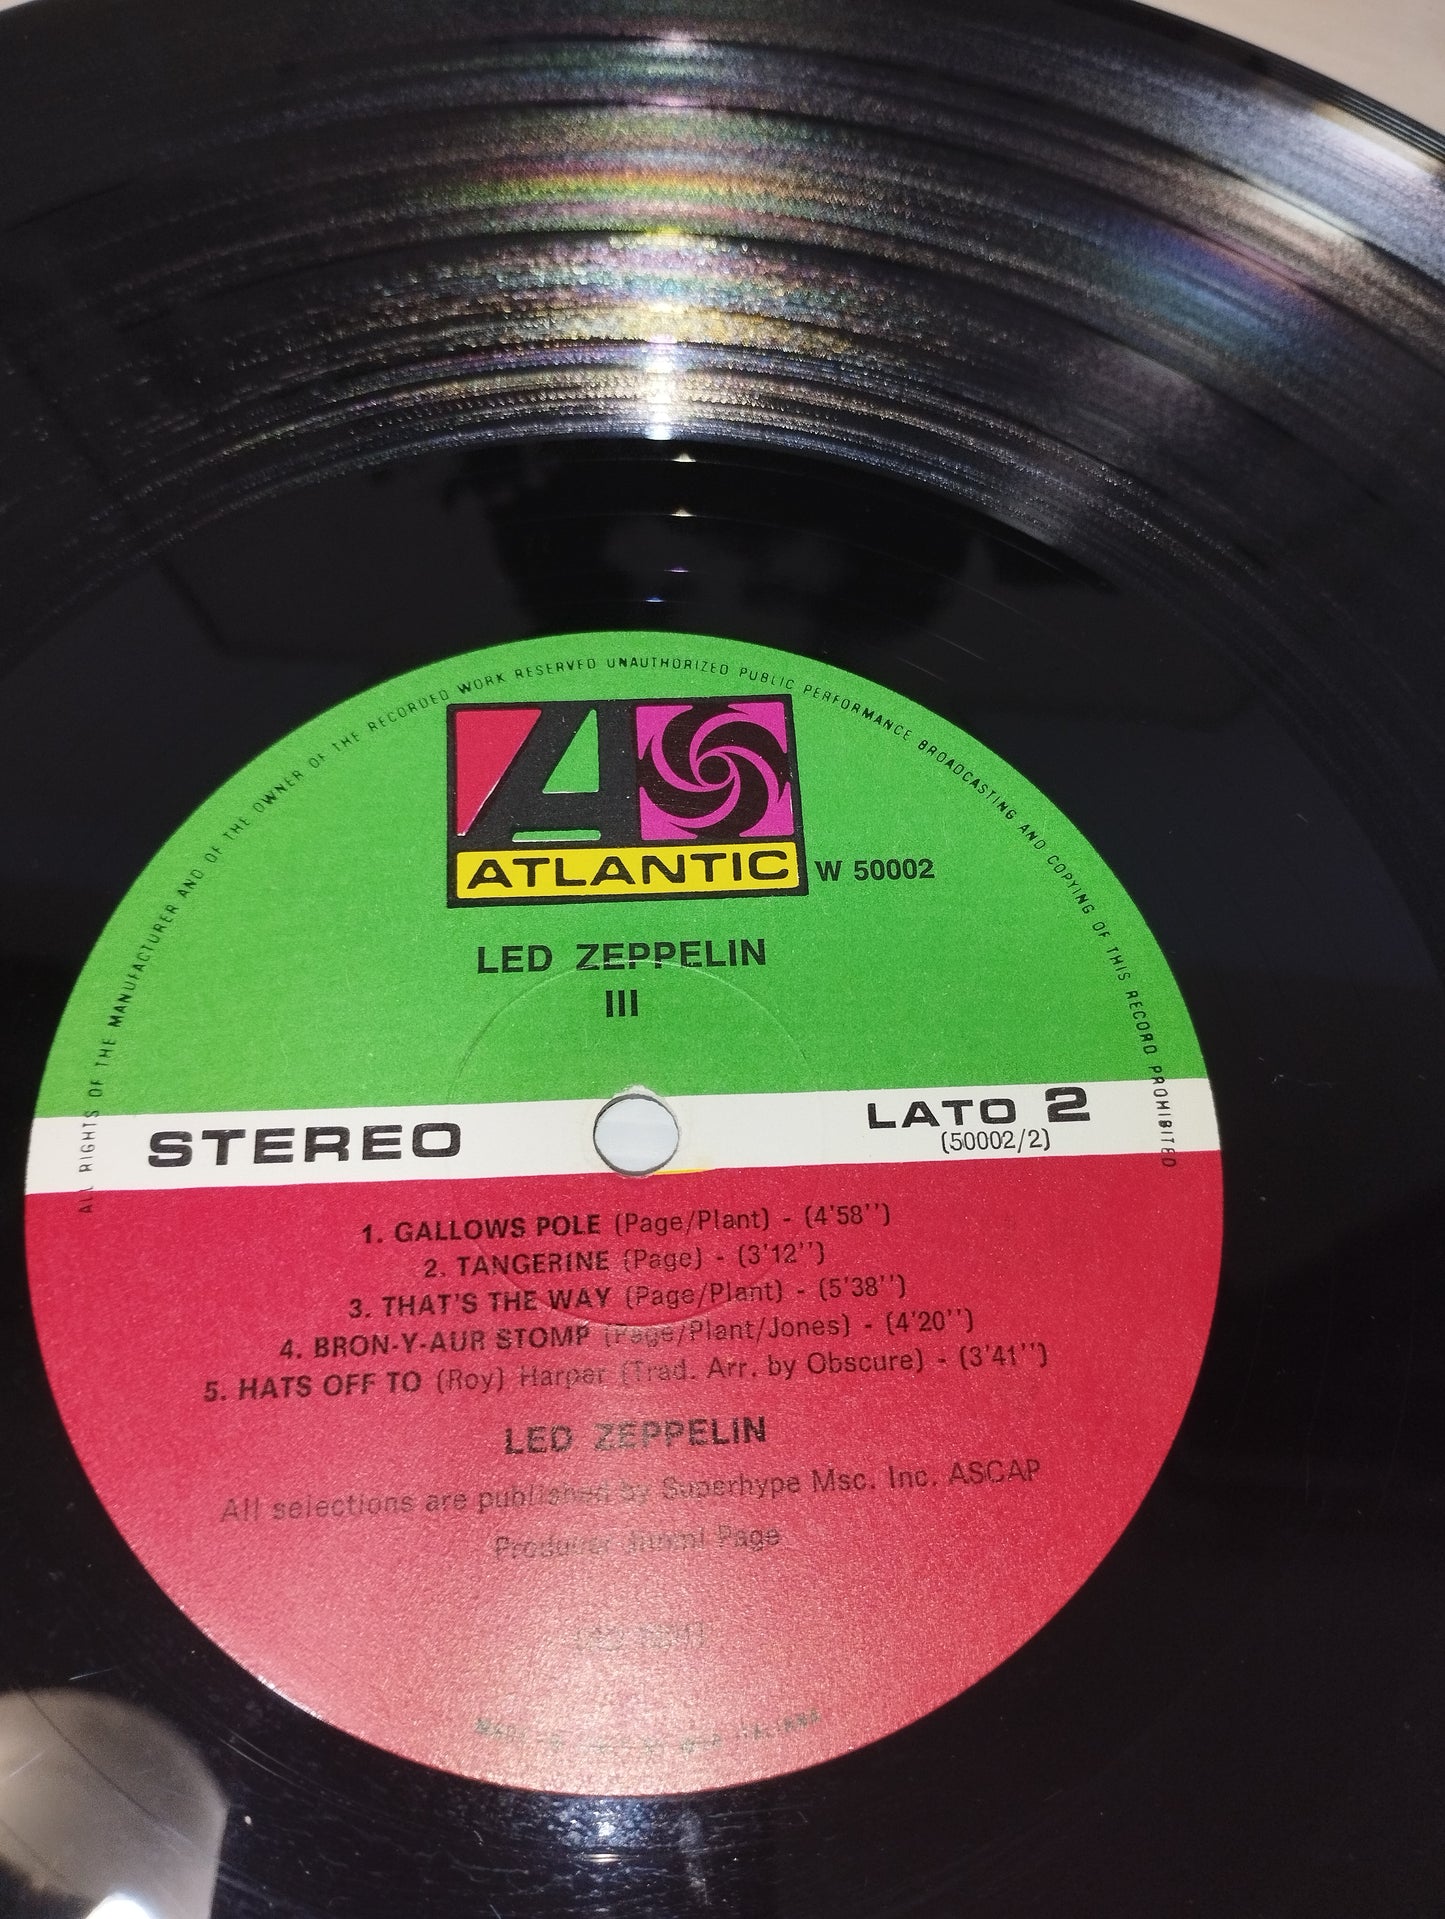 ALL RIGHTS OF THE MANUFACTURER AND OF THE OWNER OF THE RECORDED WORK RESERVED UNAUTHORIZED PUBLIC PERFORMANCE BROADCASTING AND COPYING OF THIS RECORD PROHIBITED
ATLANTIC
W 50002
LED ZEPPELIN
III
STEREO
LATO 2
(50002/2)
1. GALLOWS POLE (Page/Plant) - (4'58'')
2. TANGERINE (Page) - (3'12'')
3. THAT'S THE WAY (Page/Plant) - (5'38'')
4. BRON-Y-AUR STOMP (Page/Plant/Jones) - (4'20'')
5. HATS OFF TO (Roy) Harper (Trad. Arr. by Obscure) - (3'41'')
LED ZEPPELIN
All selections are published by Superhype Msc. Inc. ASCAP
Producer Jimmi Page
ITALIANA